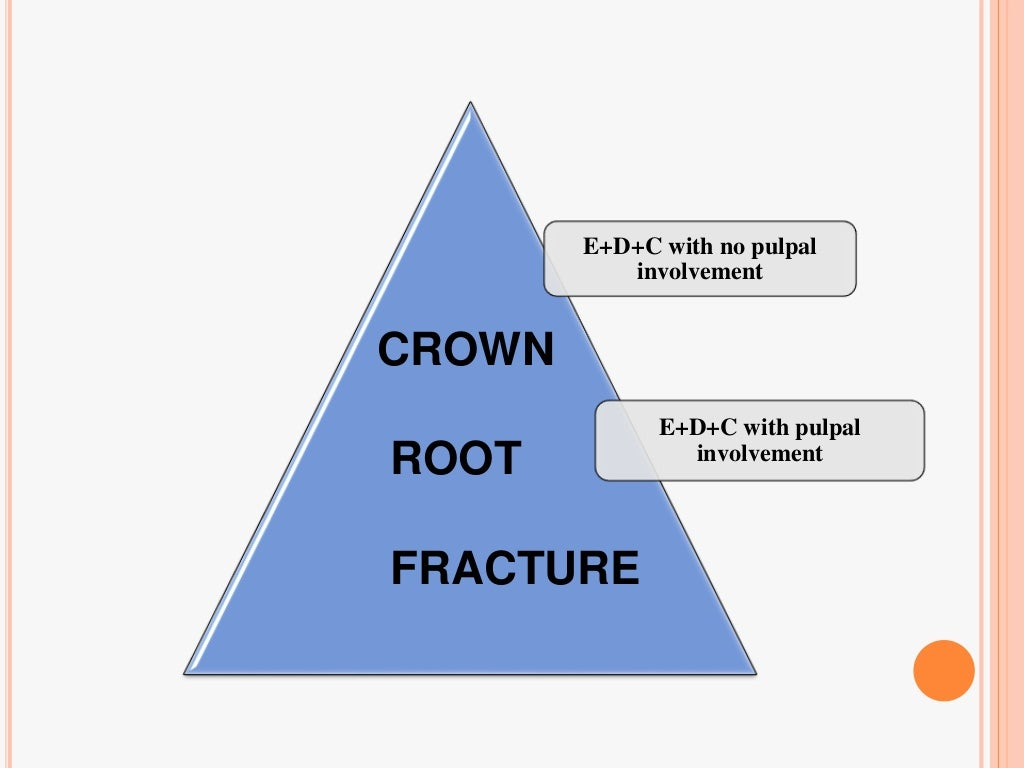 E+D+C with no pulpal
involvement
CROWN
E+D+C with pulpal
involvement
ROOT
FRACTURE